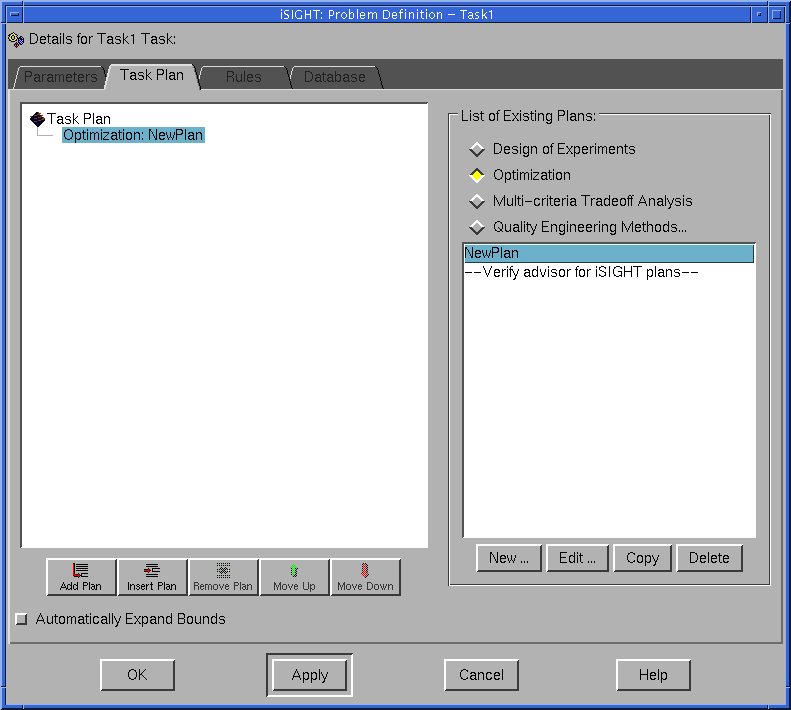 iSIGHT: Problem Definition – Task1
Details for Task1 Task:
Parameters Task Plan Rules Database
Task Plan
Optimization: NewPlan
List of Existing Plans:
Design of Experiments
Optimization
Multi–criteria Tradeoff Analysis
Quality Engineering Methods...
NewPlan
––Verify advisor for iSIGHT plans––
New ... Edit ... Copy Delete
Add Plan Insert Plan Remove Plan Move Up Move Down
Automatically Expand Bounds
OK Apply Cancel Help